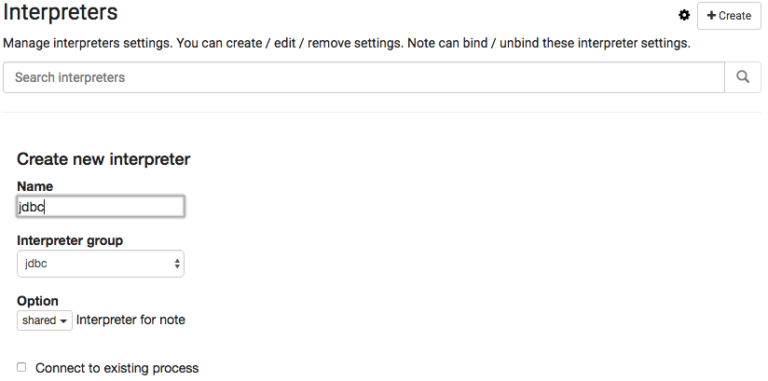 Interpreters
+ Create
Manage interpreters settings. You can create / edit / remove settings. Note can bind / unbind these interpreter settings.
Search interpreters
Create new interpreter
Name
jdbc
Interpreter group
jdbc
Option
shared Interpreter for note
Connect to existing process